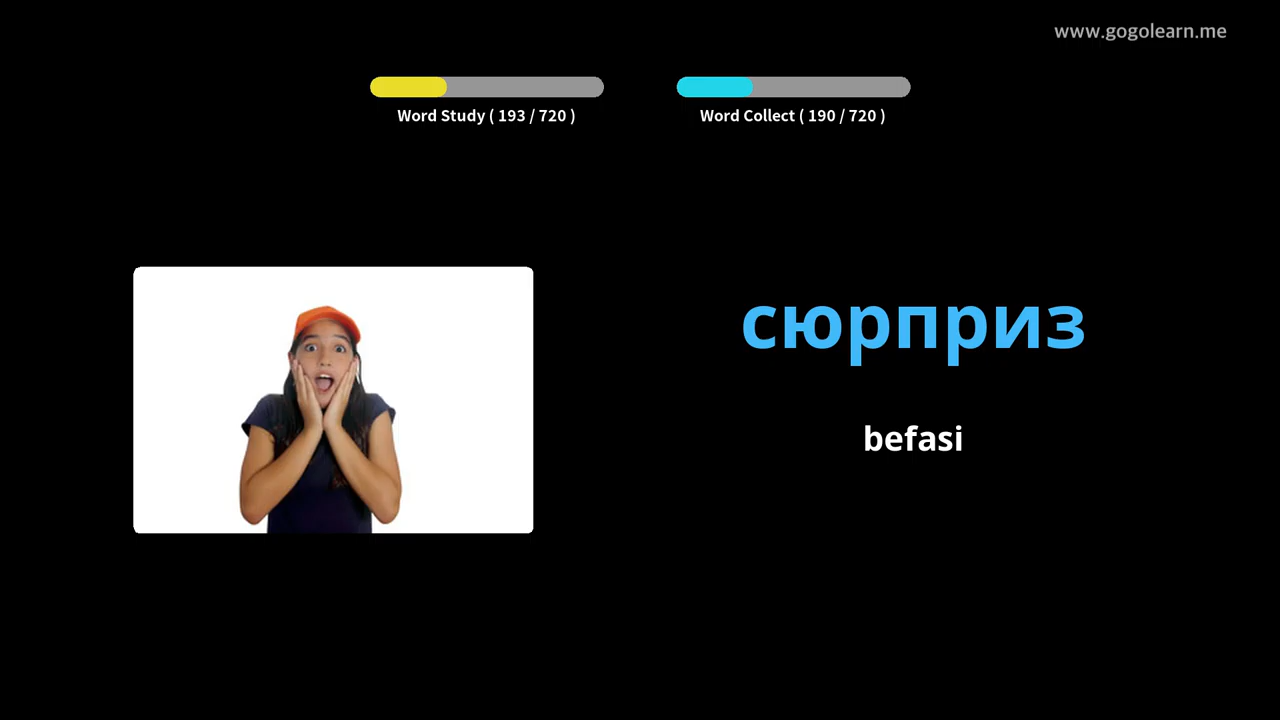 www.gogolearn.me
Word Study ( 193 / 720 )
Word Collect ( 190 / 720 )
сюрприз
befasi